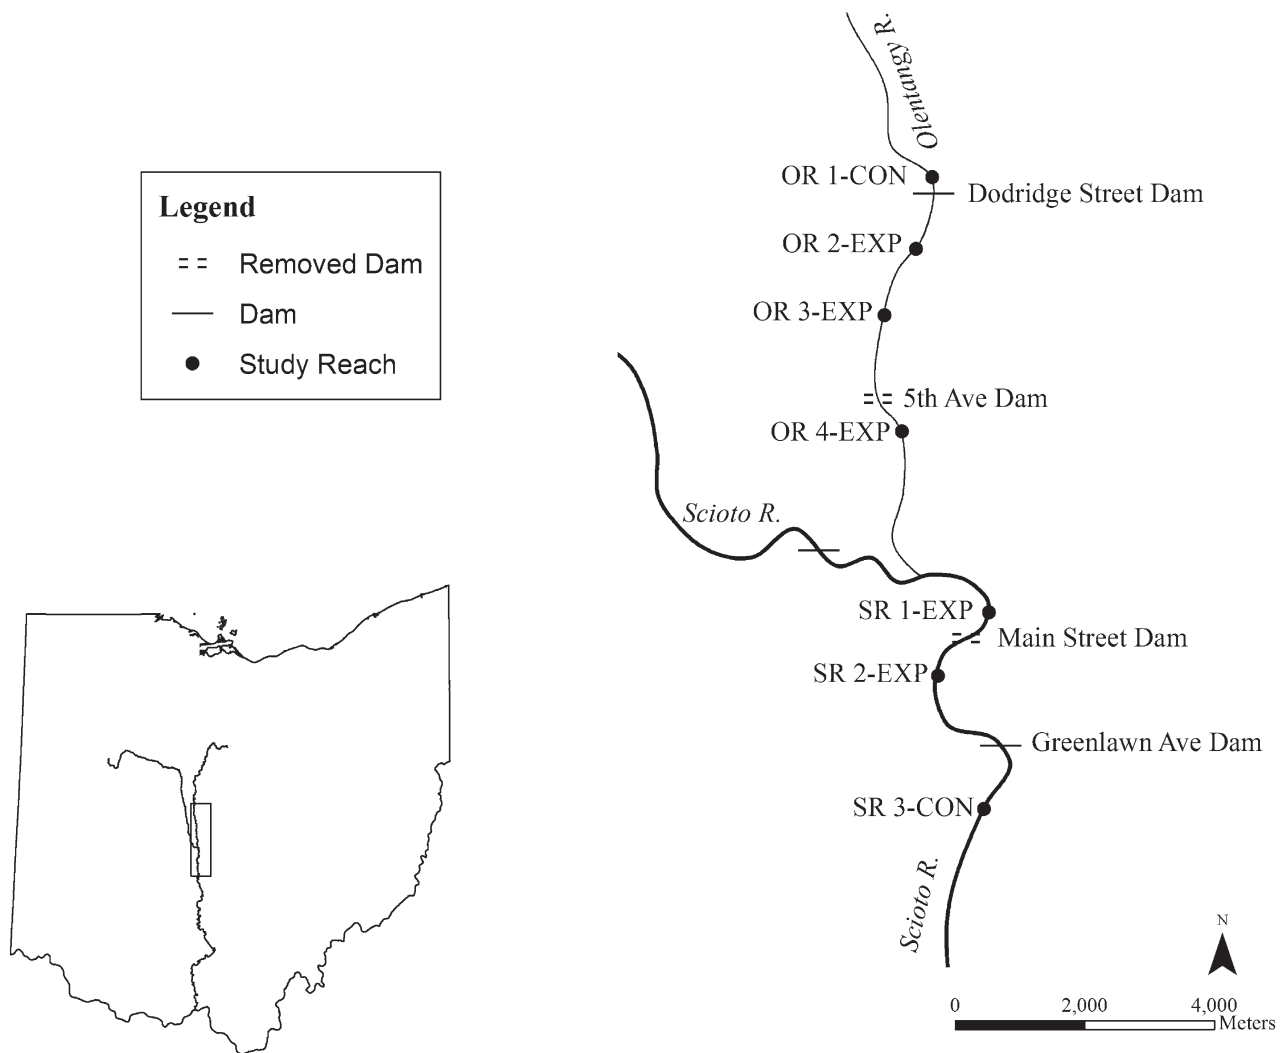 Olentangy R.
OR 1-CON
Dodridge Street Dam
Legend
OR 2-EXP
Removed Dam
OR 3-EXP
Dam
Study Reach
5th Ave Dam
OR 4-EXP
Scioto R.
SR 1-EXP
Main Street Dam
SR 2-EXP
Greenlawn Ave Dam
SR 3-CON
Scioto R.
N
0 2,000 4,000
Meters